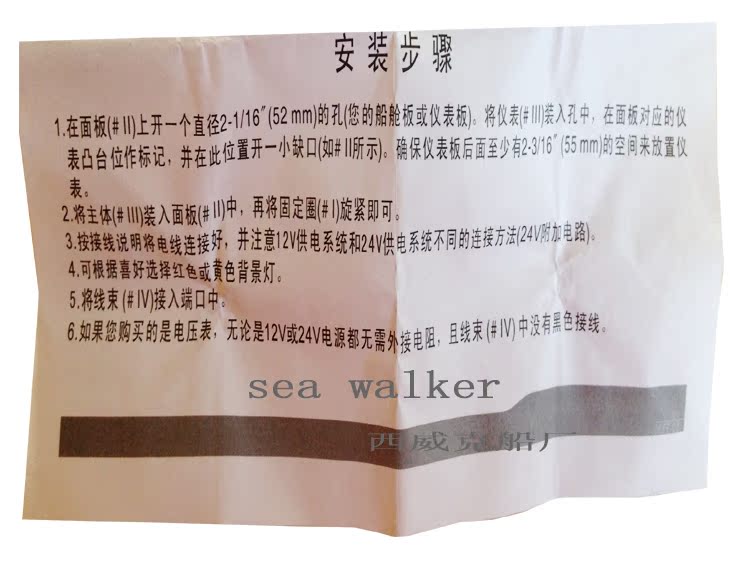 安装步骤
1.在面板(#II)上开一个直径2-1/16″(52 mm)的孔(您的船舱板或仪表板)。将仪表(#III)装入孔中，在面板对应的仪
表凸台位作标记，并在此位置开一小缺口(如#II所示)。确保仪表板后面至少有2-3/16″(55 mm)的空间来放置仪
表。
2.将主体(#III)装入面板(#II)中，再将固定圈(#I)旋紧即可。
3.按接线说明将电线连接好，并注意12V供电系统和24V供电系统不同的连接方法(24V附加电路)。
4.可根据喜好选择红色或黄色背景灯。
5.将线束(#IV)接入端口中。
6.如果您购买的是电压表，无论是12V或24V电源都无需外接电阻，且线束(#IV)中没有黑色接线。
sea walker
西威克船厂